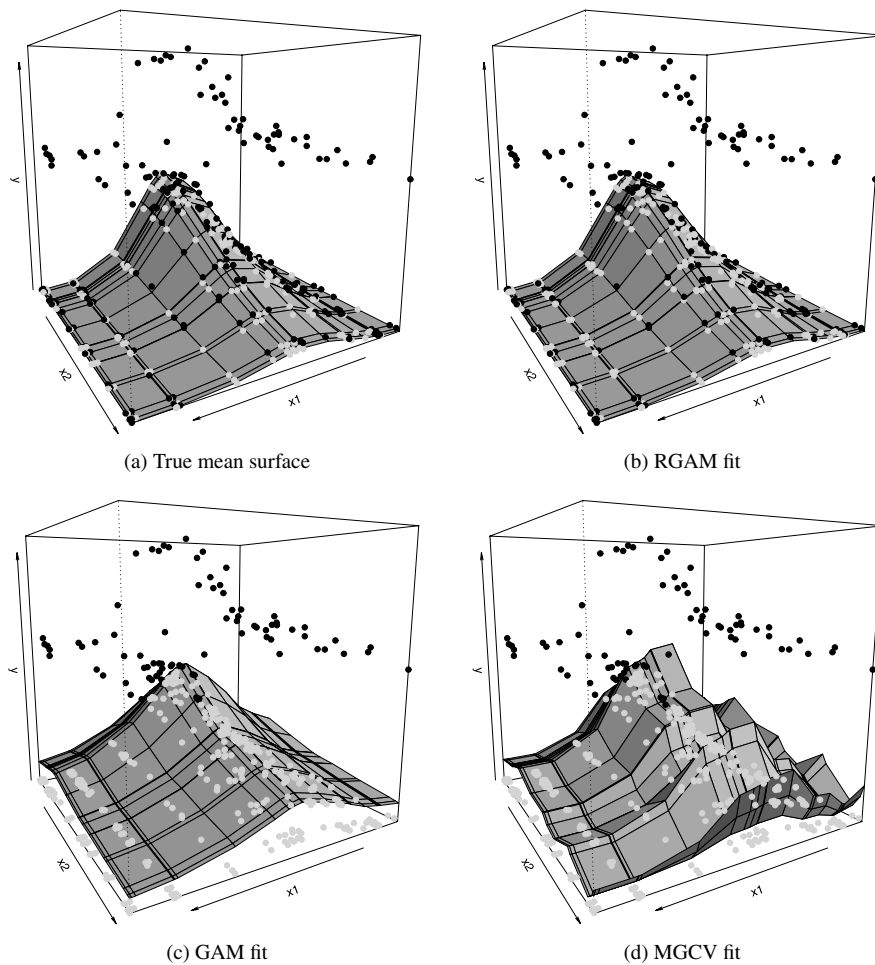 y
x2
x1
(a) True mean surface
y
x2
x1
(b) RGAM fit
y
x2
x1
(c) GAM fit
y
x2
x1
(d) MGCV fit